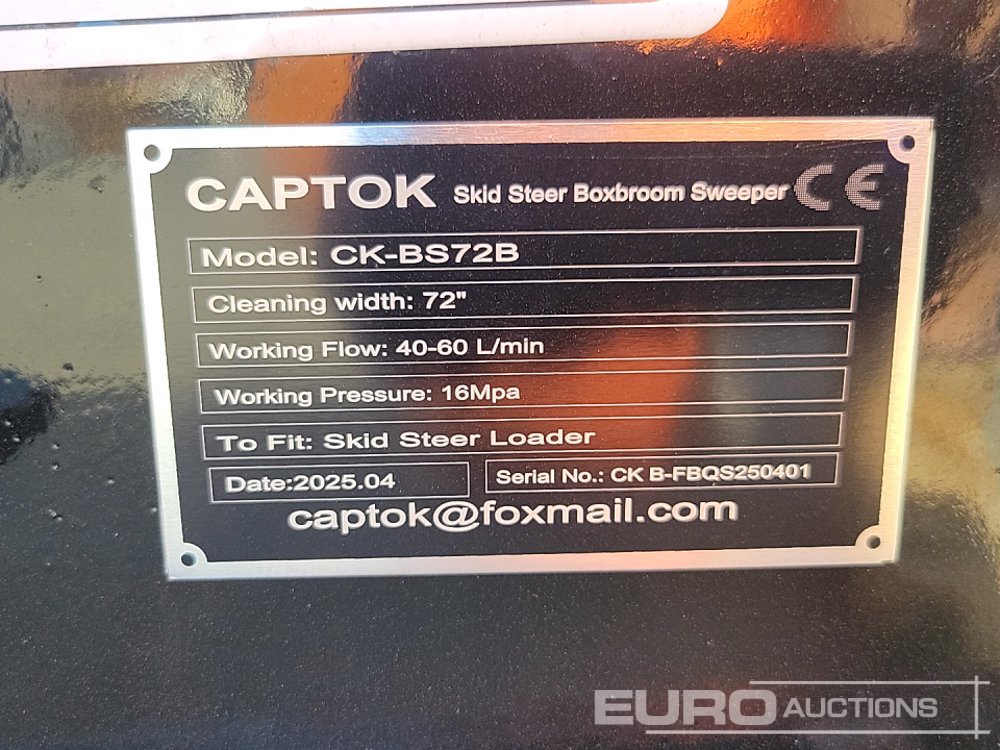 CAPTOK Skid Steer Boxbroom Sweeper CE
Model: CK-BS72B
Cleaning width: 72"
Working Flow: 40-60 L/min
Working Pressure: 16Mpa
To Fit: Skid Steer Loader
Date:2025.04 Serial No.: CK B-FBQS250401
captok@foxmail.com
EURO AUCTIONS